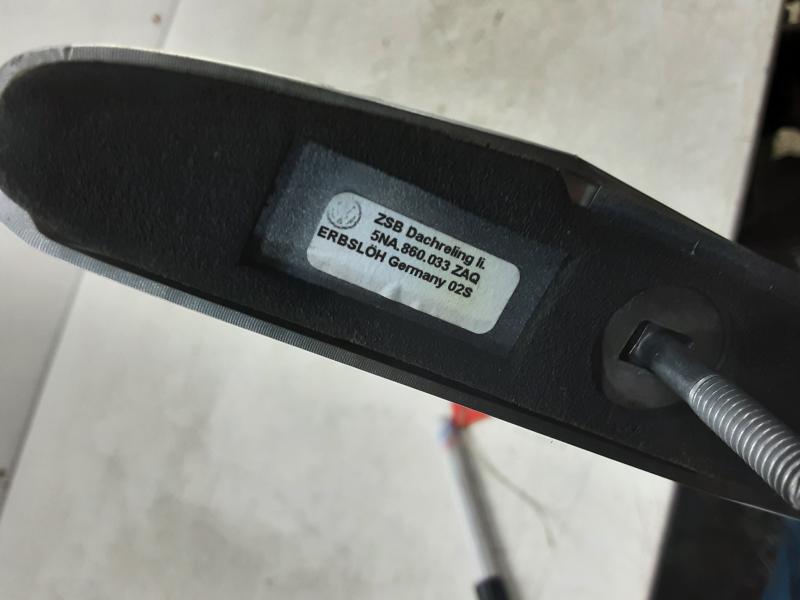 ZSB Dachreling li.
5NA.860.033 ZAQ
ERBSLÖH Germany 02S